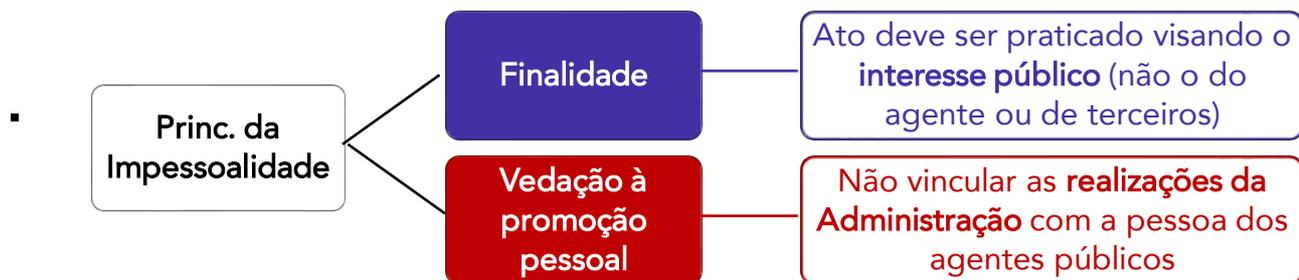 Princ. da
Impessoalidade
Finalidade
Ato deve ser praticado visando o
interesse público (não o do
agente ou de terceiros)
Vedação à
promoção
pessoal
Não vincular as realizações da
Administração com a pessoa dos
agentes públicos